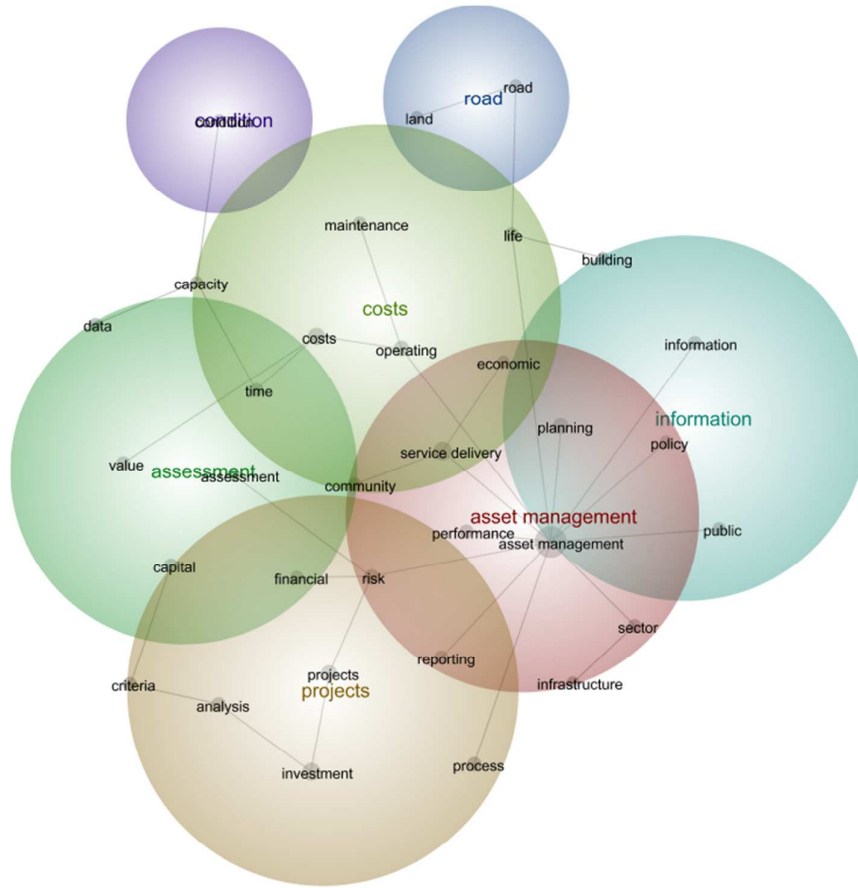 road
road
land
condition
condition
maintenance
life
building
capacity
costs
data
costs
operating
information
economic
time
information
planning
policy
service delivery
value
assessment
assessment
community
asset management
performance
asset management
public
capital
financial
risk
sector
reporting
projects
infrastructure
criteria
projects
analysis
process
investment